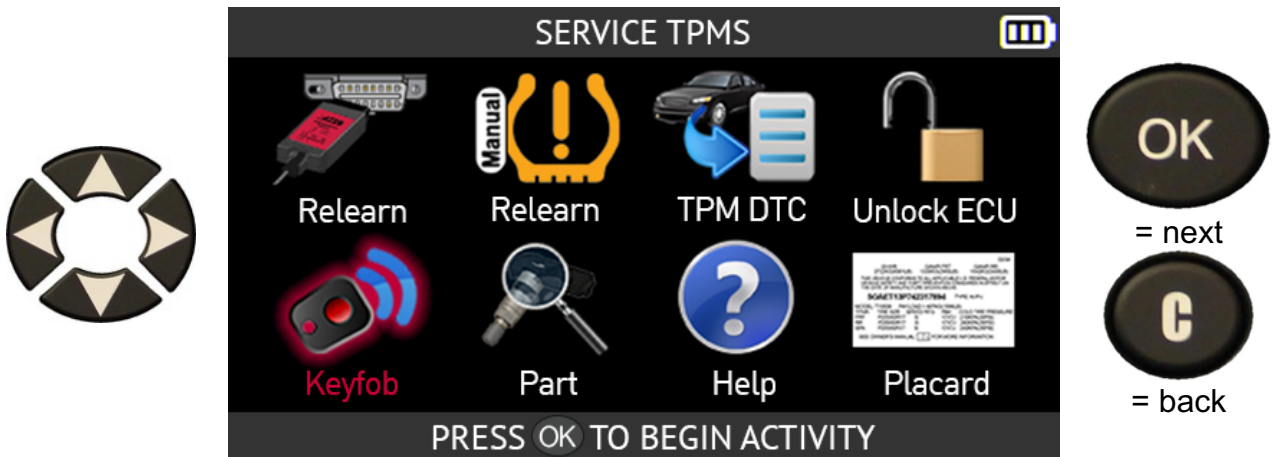 SERVICE TPMS
Manual
Relearn
Relearn
TPM DTC
Unlock ECU
Keyfob
Part
Help
Placard
PRESS OK TO BEGIN ACTIVITY
OK
= next
C
= back